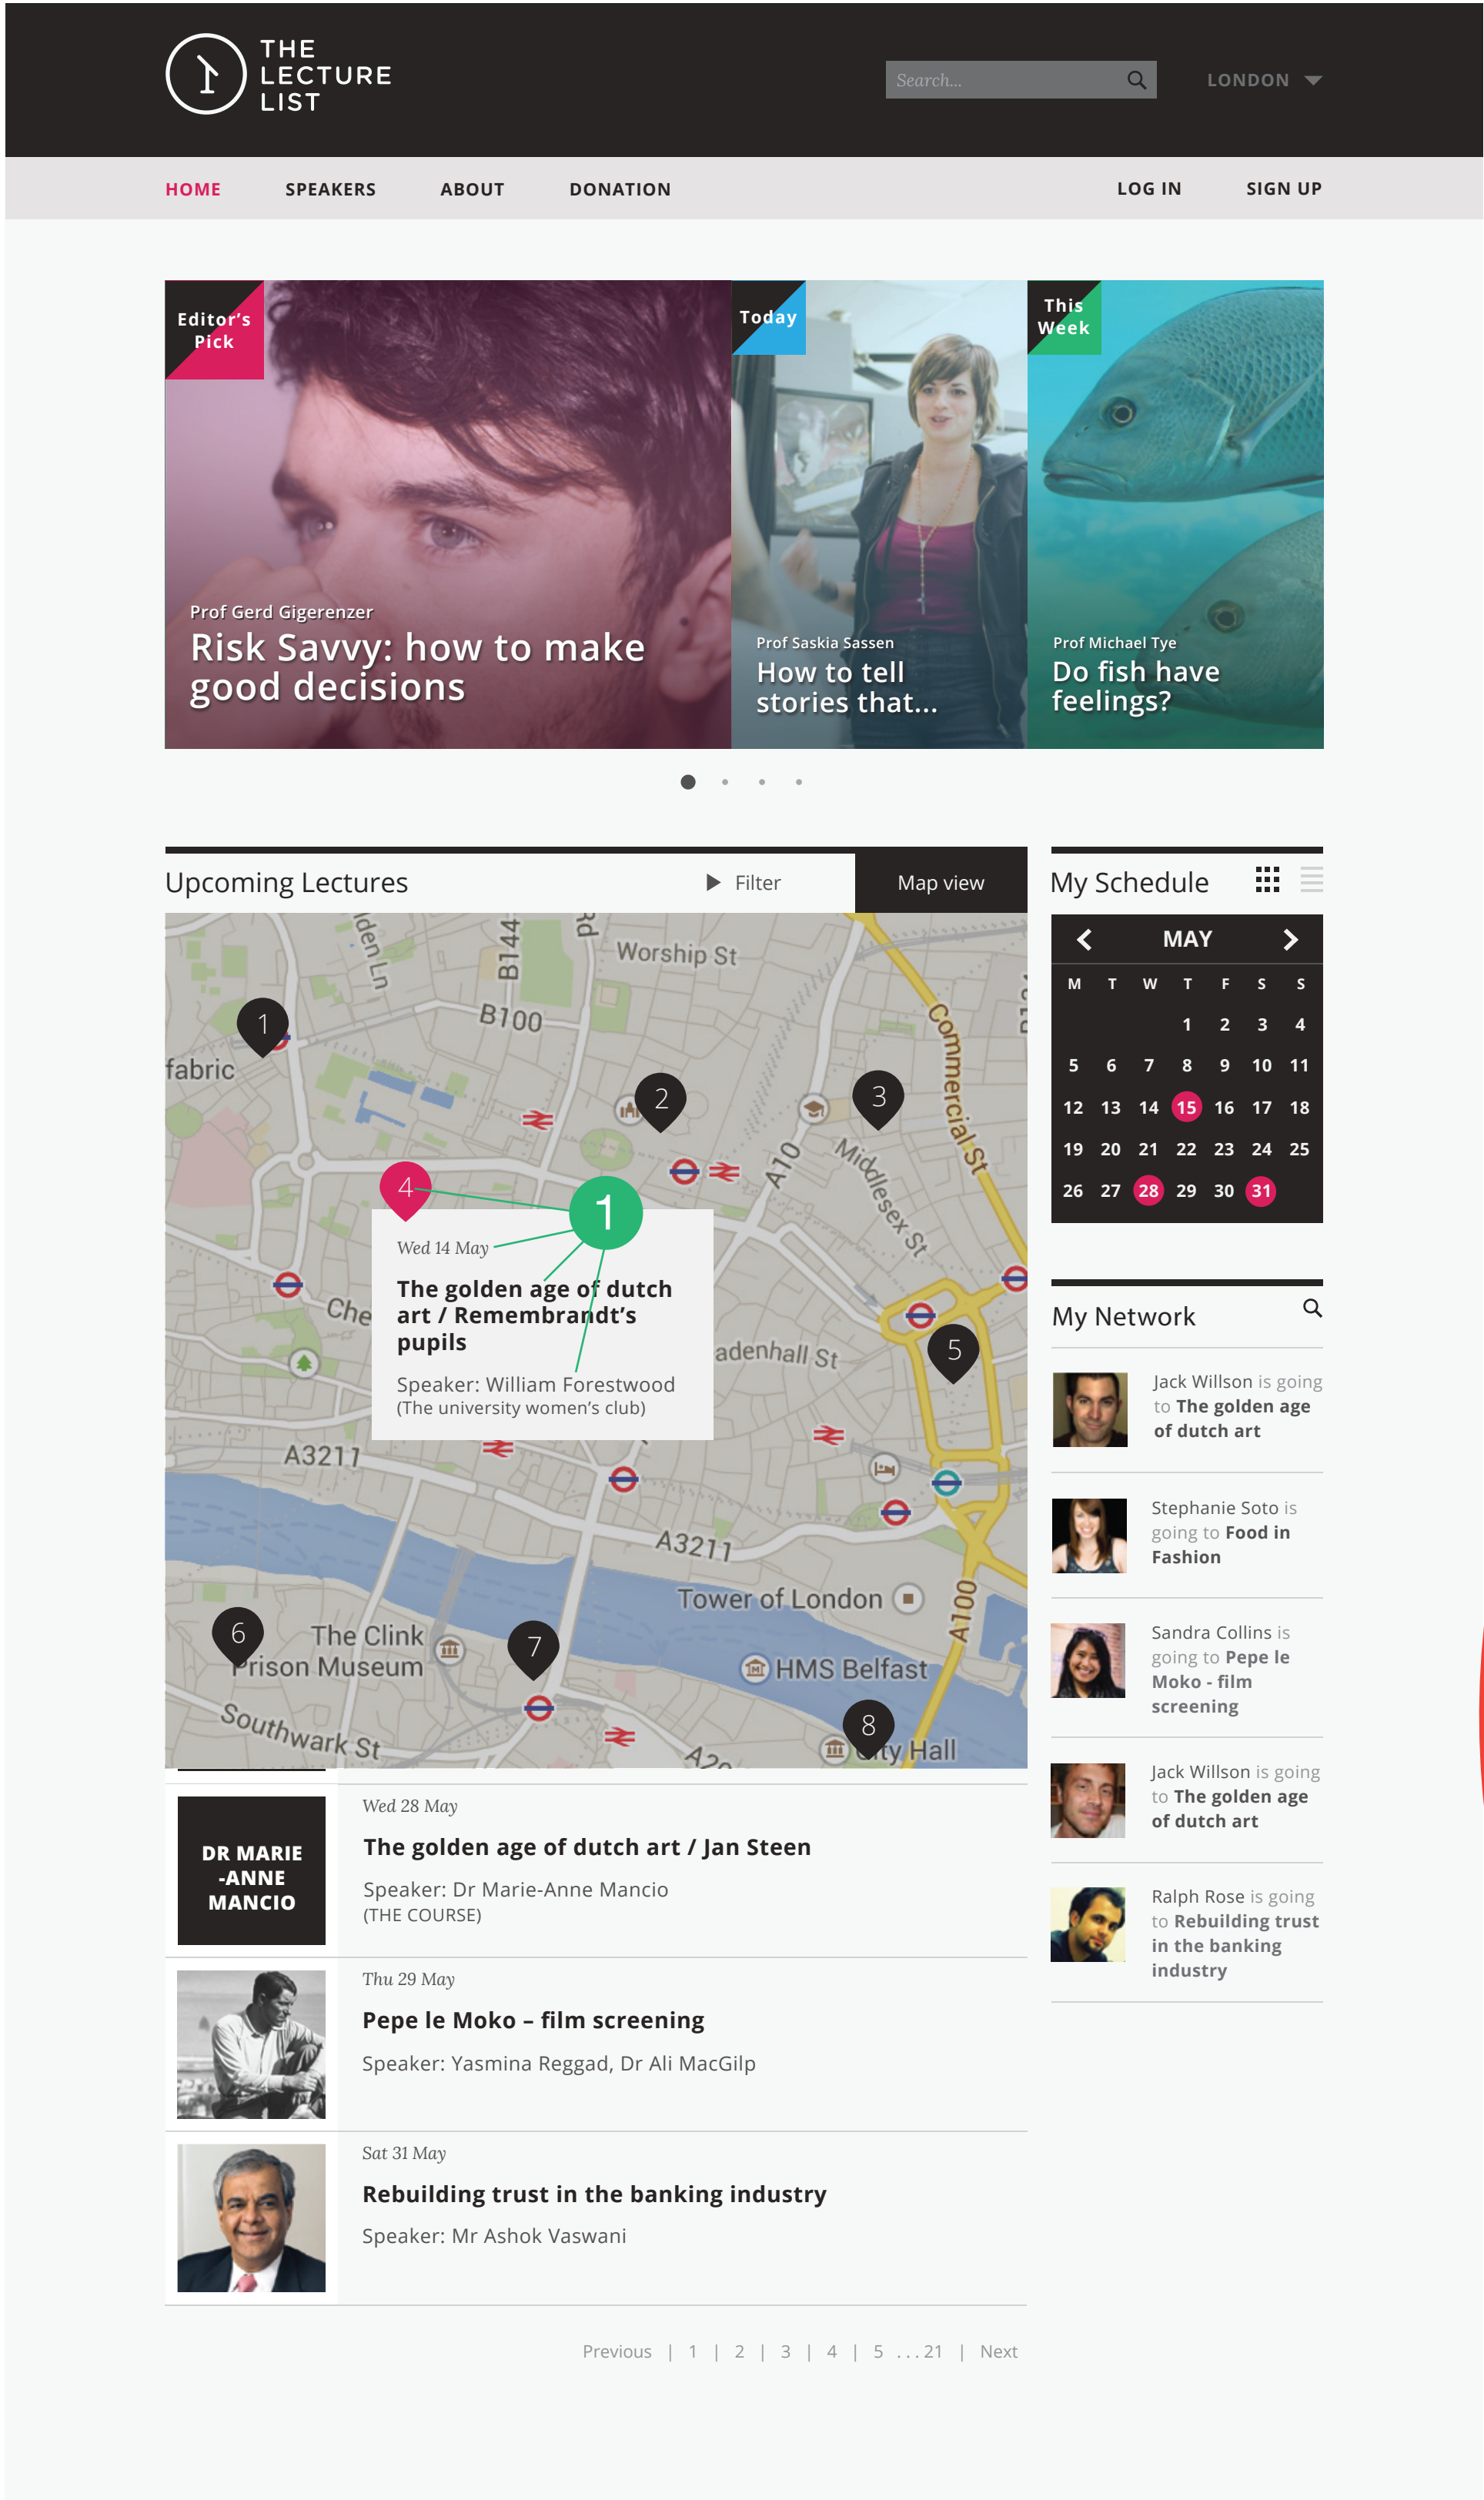 THE
LECTURE
LIST
Search...
LONDON
HOME
SPEAKERS
ABOUT
DONATION
LOG IN
SIGN UP
Editor's
Pick
Prof Gerd Gigerenzer
Risk Savvy: how to make
good decisions
Today
Prof Saskia Sassen
How to tell
stories that...
This
Week
Prof Michael Tye
Do fish have
feelings?
Upcoming Lectures
Filter
Map view
Worship St
B144
Rd
B100
fabric
1
2
3
Commercial St
A10
Middlesex St
4
1
Wed 14 May
The golden age of dutch
art / Remembrandt's
pupils
Speaker: William Forestwood
(The university women's club)
Che
adenhall St
5
A3211
A3211
Tower of London
A100
6
The Clink
Prison Museum
7
HMS Belfast
8
City Hall
Southwark St
Wed 28 May
DR MARIE
-ANNE
MANCIO
The golden age of dutch art / Jan Steen
Speaker: Dr Marie-Anne Mancio
(THE COURSE)
Thu 29 May
Pepe le Moko – film screening
Speaker: Yasmina Reggad, Dr Ali MacGilp
Sat 31 May
Rebuilding trust in the banking industry
Speaker: Mr Ashok Vaswani
Previous | 1 | 2 | 3 | 4 | 5 ... 21 | Next
My Schedule
MAY
M T W T F S S
1 2 3 4
5 6 7 8 9 10 11
12 13 14 15 16 17 18
19 20 21 22 23 24 25
26 27 28 29 30 31
My Network
Jack Willson is going
to The golden age
of dutch art
Stephanie Soto is
going to Food in
Fashion
Sandra Collins is
going to Pepe le
Moko - film
screening
Jack Willson is going
to The golden age
of dutch art
Ralph Rose is going
to Rebuilding trust
in the banking
industry